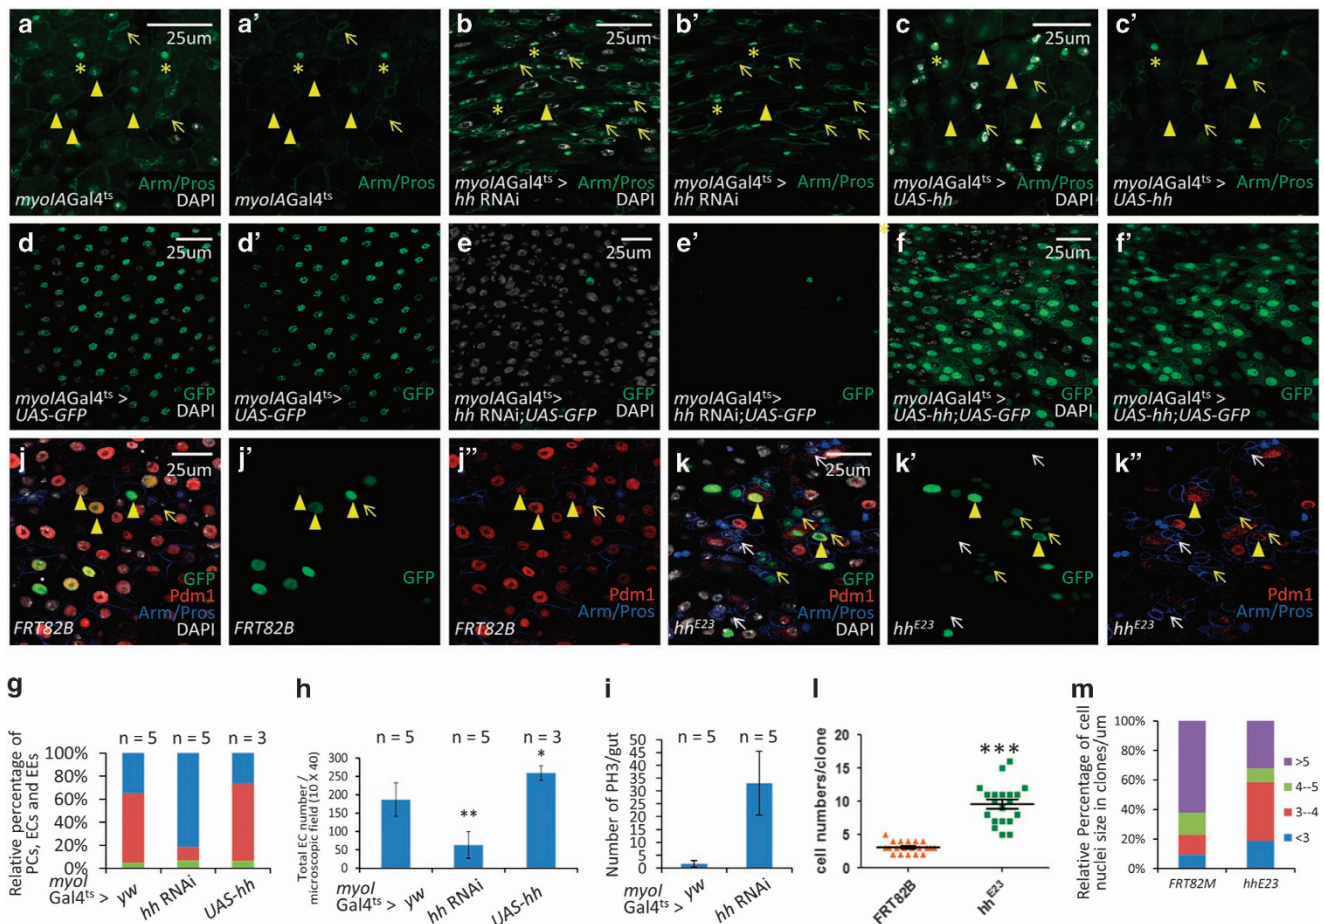 a
25um
Arm/Pros
myoIAGal4ts
DAPI
a’
Arm/Pros
myoIAGal4ts
b
25um
myoIAGal4ts >
Arm/Pros
hh RNAi
DAPI
b’
myoIAGal4ts >
Arm/Pros
hh RNAi
c
25um
myoIAGal4ts >
Arm/Pros
UAS-hh
DAPI
c’
myoIAGal4ts >
Arm/Pros
UAS-hh
d
25um
myoIAGal4ts >
GFP
UAS-GFP
DAPI
d’
myoIAGal4ts>
GFP
UAS-GFP
e
25um
myoIAGal4ts>
GFP
hh RNAi;UAS-GFP
DAPI
e’
myoIAGal4ts>
GFP
hh RNAi;UAS-GFP
f
25um
myoIAGal4ts>
GFP
UAS-hh;UAS-GFP
DAPI
f’
myoIAGal4ts >
GFP
UAS-hh;UAS-GFP
j
25um
GFP
Pdm1
Arm/Pros
FRT82B
DAPI
j’
GFP
FRT82B
j”
Pdm1
Arm/Pros
FRT82B
k
25um
GFP
Pdm1
Arm/Pros
hhE23
DAPI
k’
GFP
hhE23
k”
Pdm1
Arm/Pros
hhE23
g
Relative percentage of
PCs, ECs and EEs
n = 5
n = 5
n = 3
100%
80%
60%
40%
20%
0%
myoI
Gal4ts >
yw
hh RNAi
UAS-hh
h
Total EC number/
microscopic field (10 X 40)
n = 5
n = 5
n = 3
**
*
300
250
200
150
100
50
0
myoI
Gal4ts >
yw
hh RNAi
UAS-hh
i
Number of PH3/gut
n = 5
n = 5
50
45
40
35
30
25
20
15
10
5
0
myoI
Gal4ts >
yw
hh RNAi
l
cell numbers/clone
***
20
15
10
5
0
FRT82B
hhE23
m
Relative Percentage of cell
nuclei size in clones/um
100%
80%
60%
40%
20%
0%
FRT82M
hhE23
>5
4--5
3--4
<3